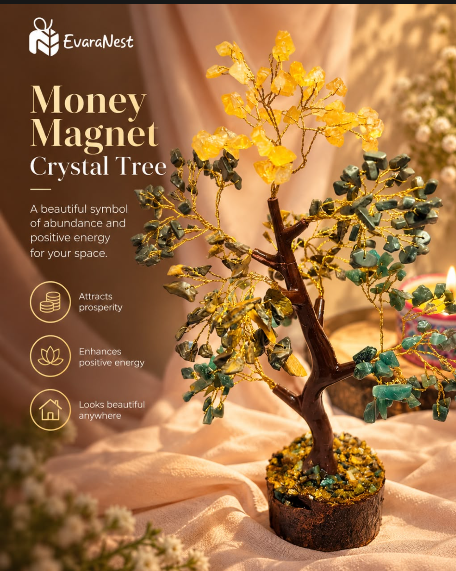 EvaraNest
Money
Magnet
Crystal Tree
A beautiful symbol
of abundance and
positive energy
for your space.
Attracts
prosperity
Enhances
positive energy
Looks beautiful
anywhere